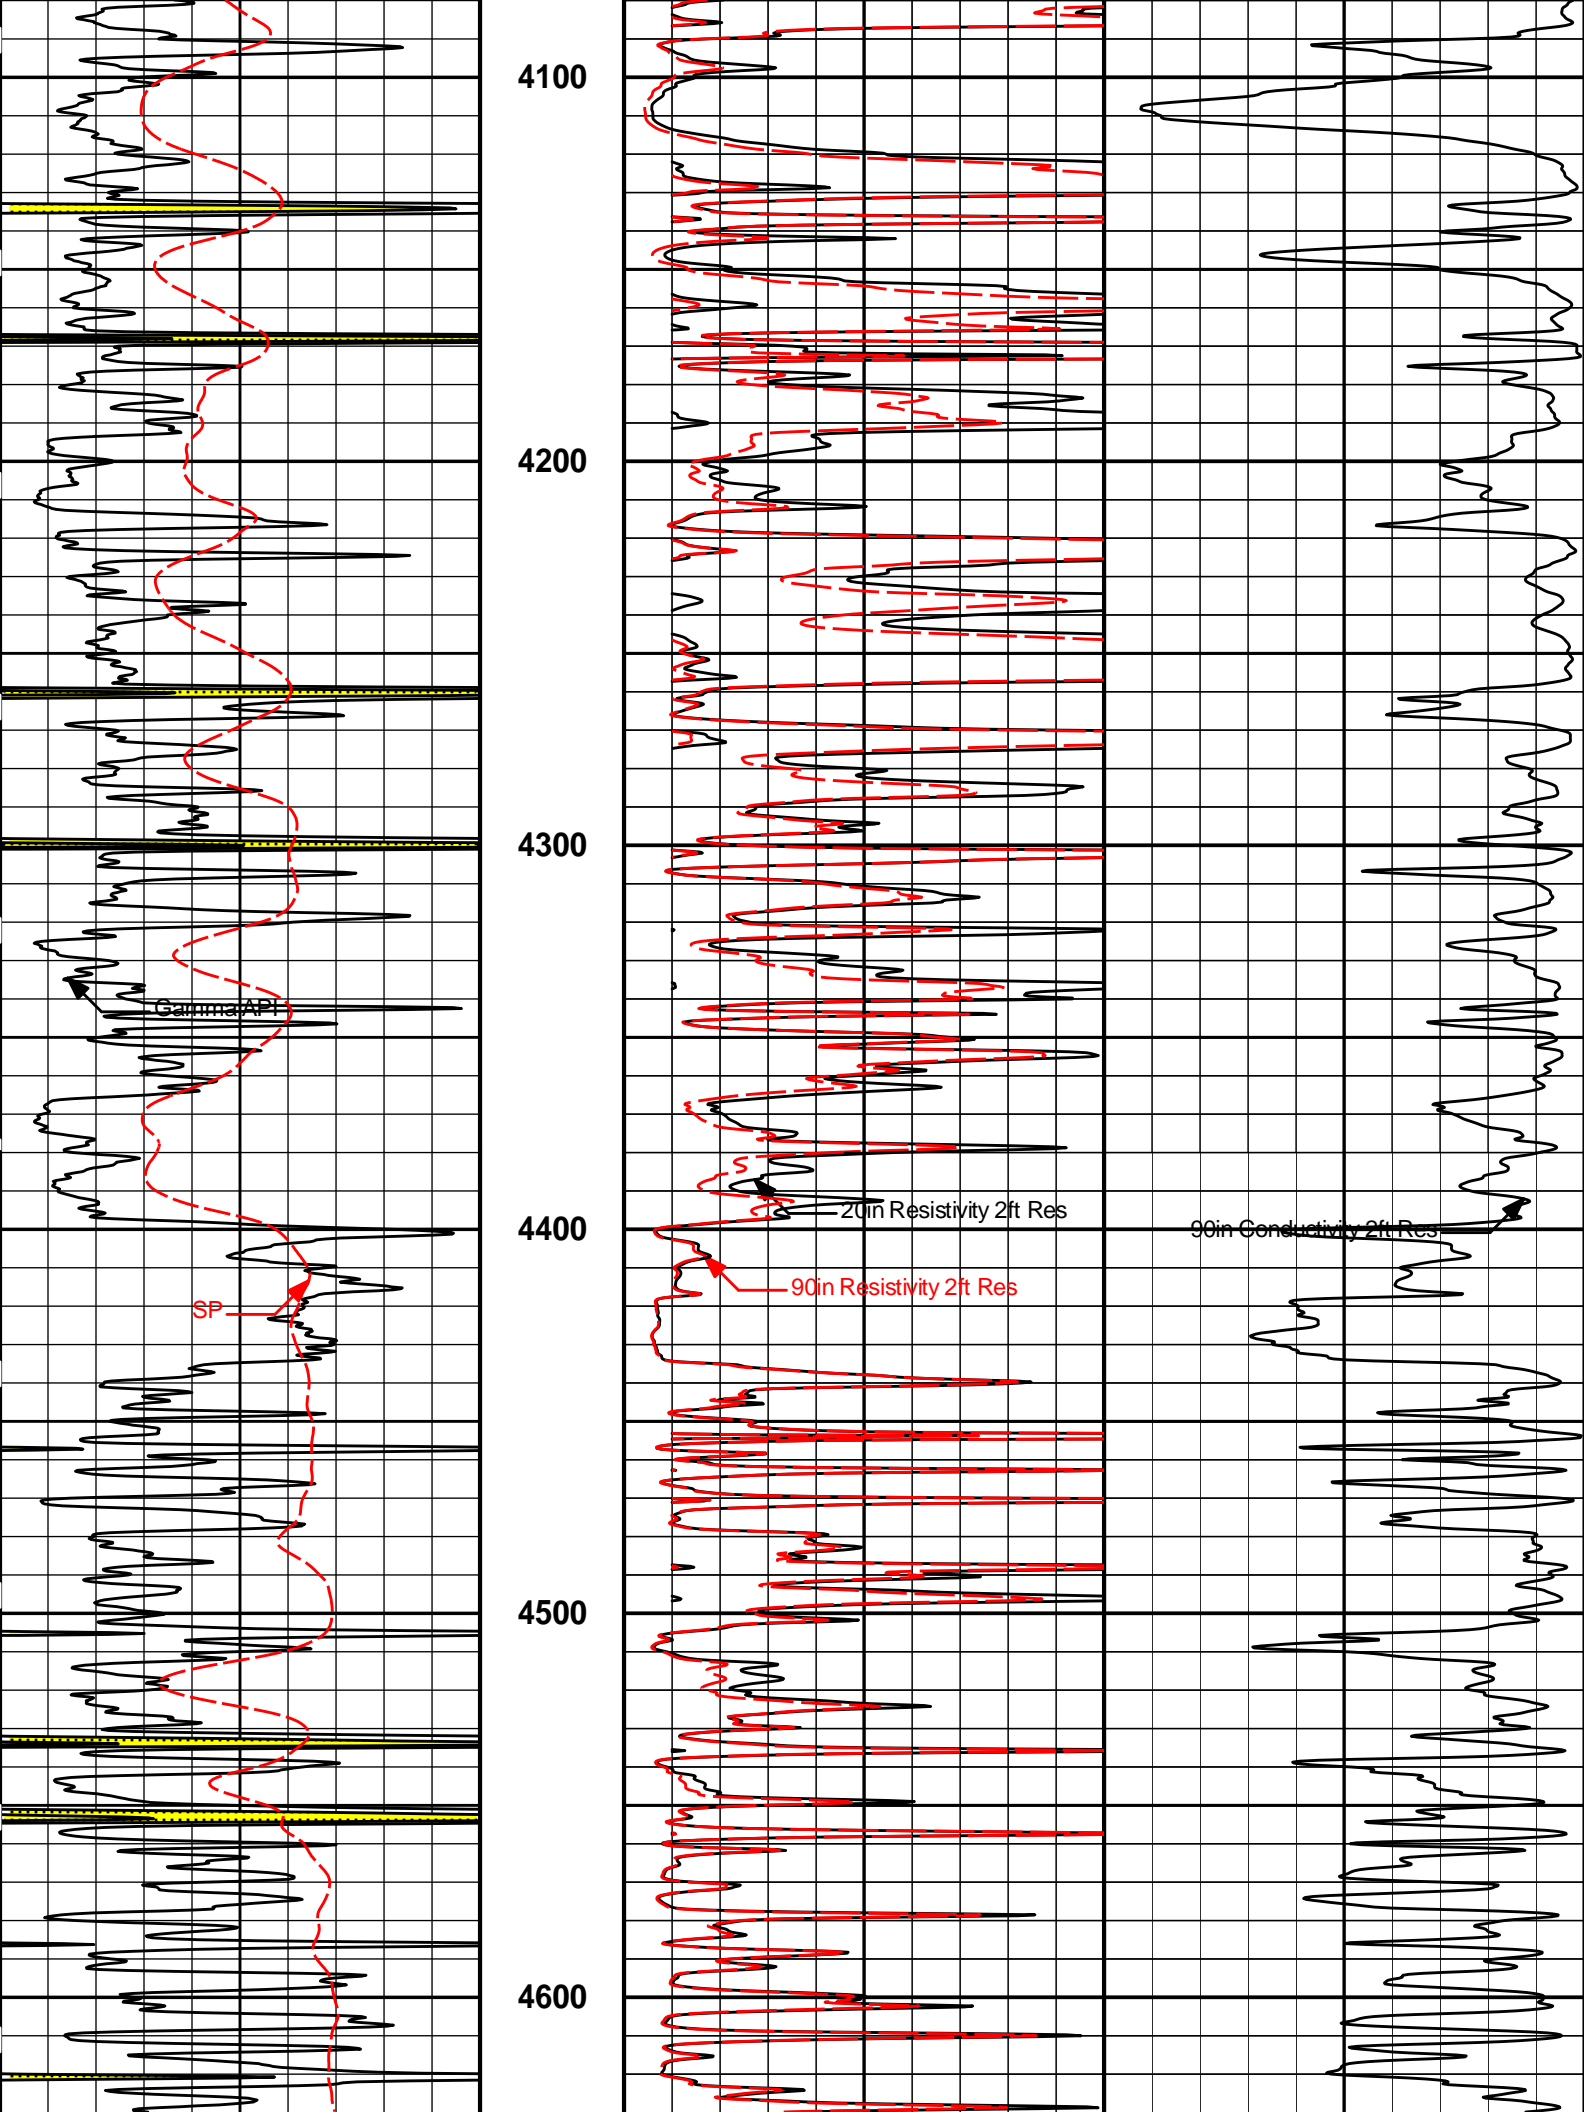 4100
4200
4300
Gamma API
20in Resistivity 2ft Res
4400
90in Conductivity 2ft Res
90in Resistivity 2ft Res
SP
4500
4600